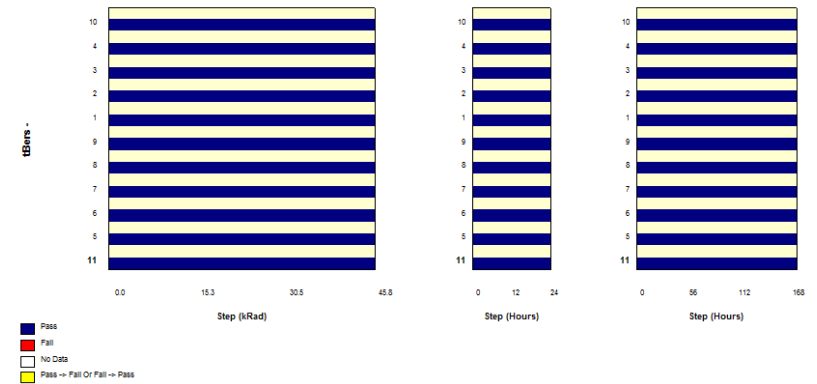 10 10 10
4 4 4
3 3 3
2 2 2
1 1 1
tBers -
9 9 9
8 8 8
7 7 7
6 6 6
5 5 5
11 11 11
0.0 15.3 30.5 45.8 0 12 24 0 56 112 168
Step (kRad) Step (Hours) Step (Hours)
Pass
Fail
No Data
Pass -> Fail Or Fail -> Pass